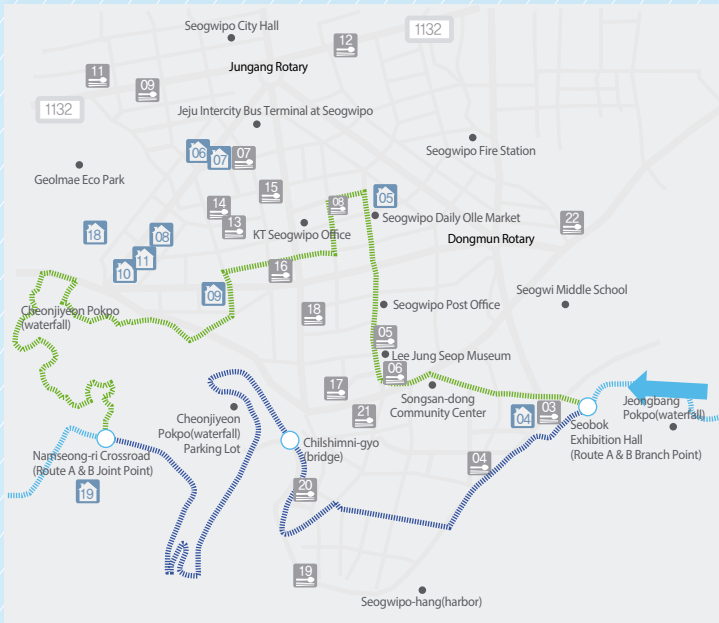 Seogwipo City Hall
1132
12
Jungang Rotary
11
09
1132
Jeju Intercity Bus Terminal at Seogwipo
Seogwipo Fire Station
06
07
07
Geolmae Eco Park
15
05
14
08
Seogwipo Daily Olle Market
22
13
KT Seogwipo Office
18
08
Dongmun Rotary
11
10
16
09
Seogwi Middle School
Cheonjiyeon Pokpo
(waterfall)
18
Seogwipo Post Office
05
Lee Jung Seop Museum
06
17
Songsan-dong
Community Center
Jeongbang
Pokpo(waterfall)
21
04
03
Cheonjiyeon
Pokpo(waterfall)
Parking Lot
Seobok
Exhibition Hall
(Route A & B Branch Point)
Chilshimni-gyo
(bridge)
Namseong-ri Crossroad
(Route A & B Joint Point)
04
19
20
19
Seogwipo-hang(harbor)